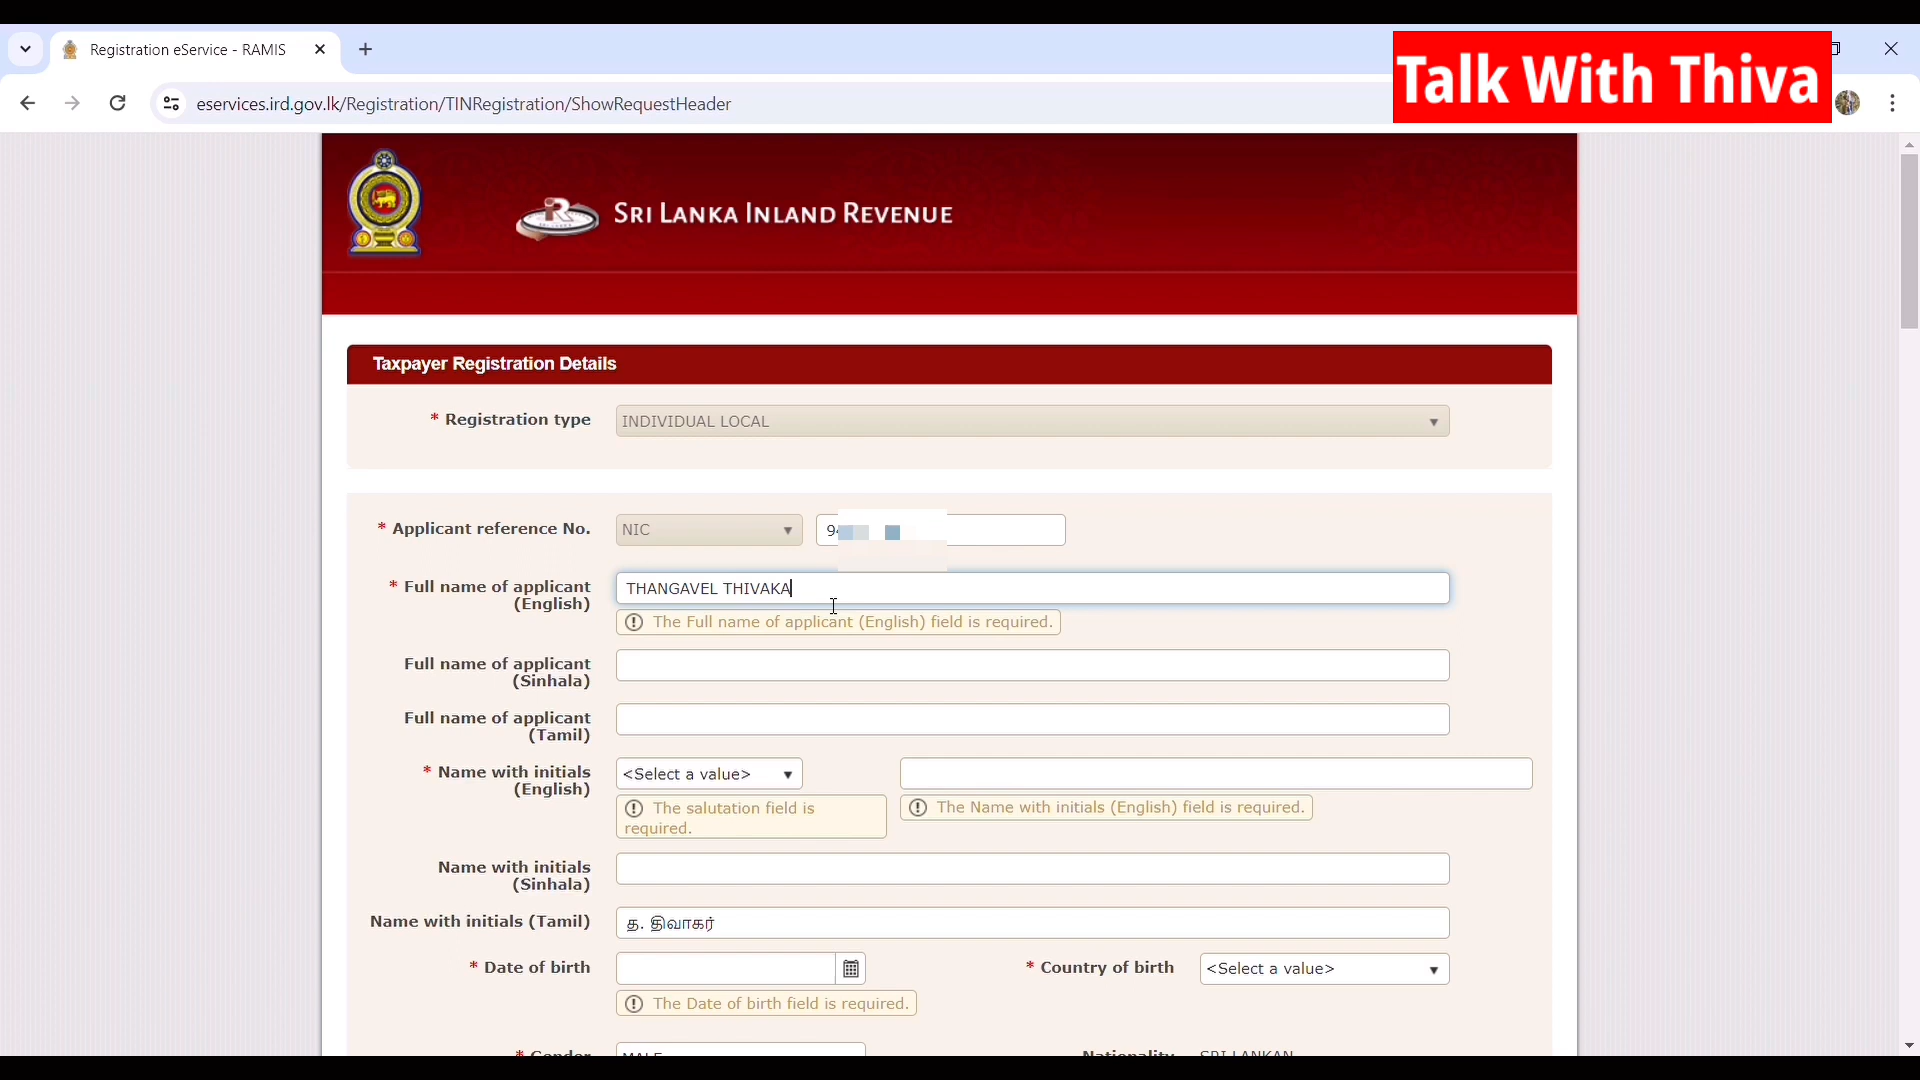 Registration eService - RAMIS
Talk With Thiva
eservices.ird.gov.lk/Registration/TINRegistration/ShowRequestHeader
SRI LANKA INLAND REVENUE
Taxpayer Registration Details
* Registration type INDIVIDUAL LOCAL
* Applicant reference No. NIC
* Full name of applicant (English) THANGAVEL THIVAKA
The Full name of applicant (English) field is required.
Full name of applicant (Sinhala)
Full name of applicant (Tamil)
* Name with initials (English) <Select a value>
The salutation field is required.
The Name with initials (English) field is required.
Name with initials (Sinhala)
Name with initials (Tamil) த. திவாகர்
* Date of birth
* Country of birth <Select a value>
The Date of birth field is required.
* Gender MALE
Nationality SRI LANKAN